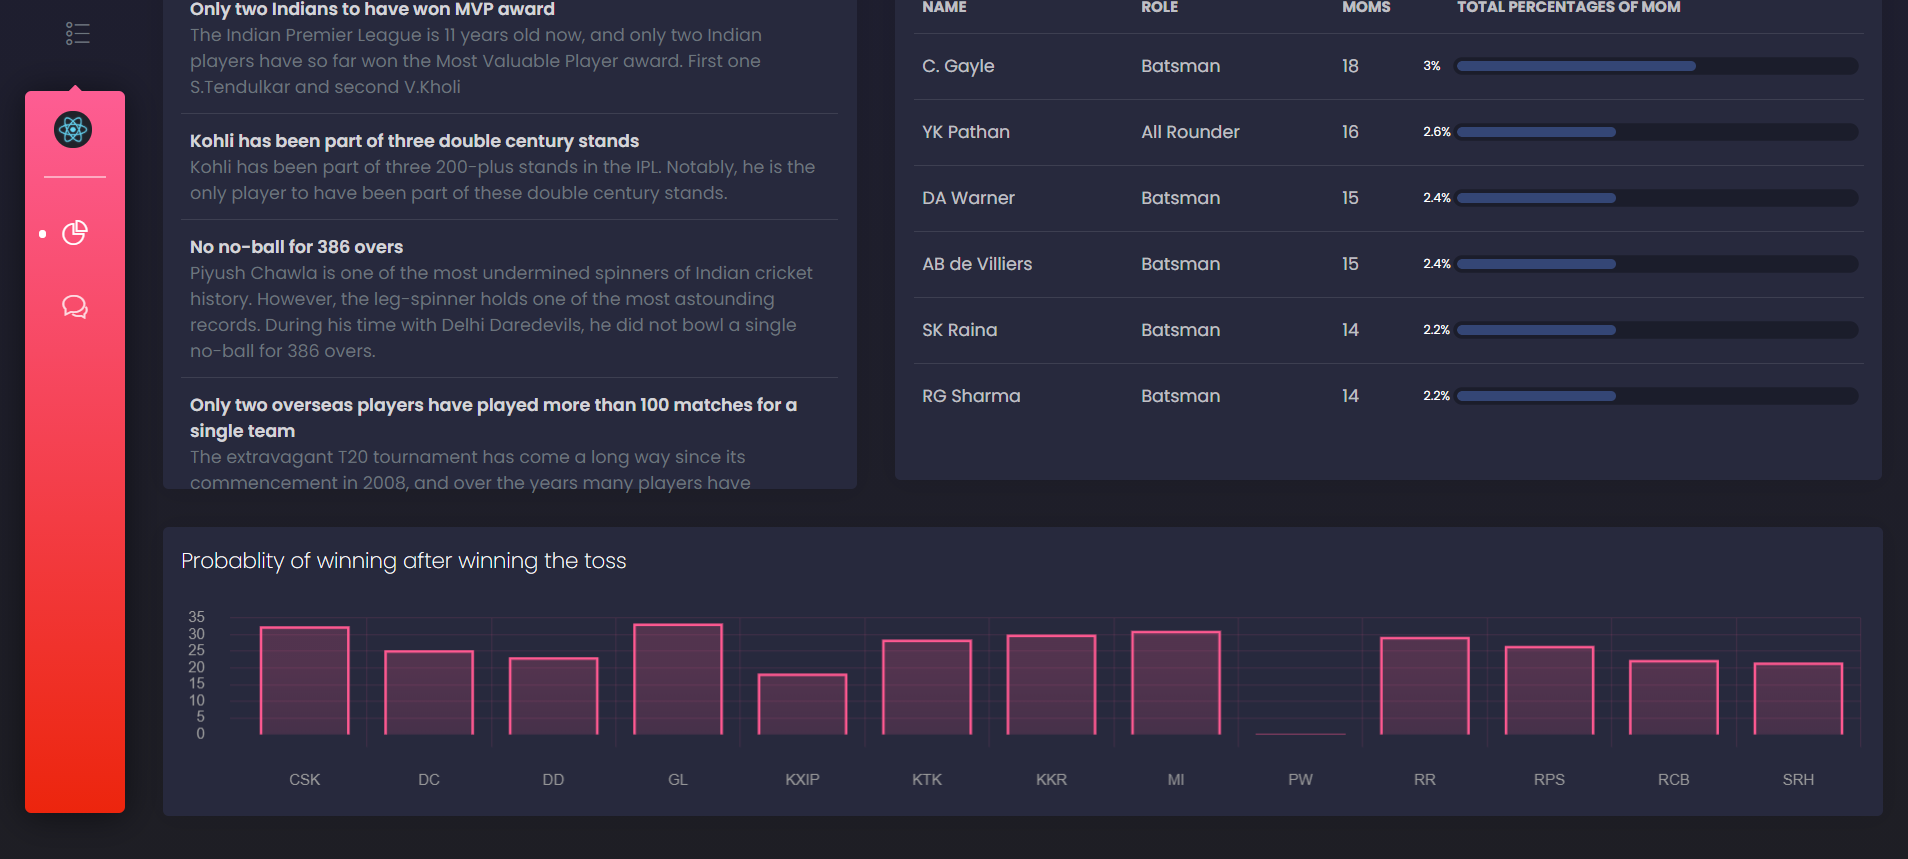 Only two Indians to have won MVP award
The Indian Premier League is 11 years old now, and only two Indian
players have so far won the Most Valuable Player award. First one
S.Tendulkar and second V.Kholi
Kohli has been part of three double century stands
Kohli has been part of three 200-plus stands in the IPL. Notably, he is the
only player to have been part of these double century stands.
No no-ball for 386 overs
Piyush Chawla is one of the most undermined spinners of Indian cricket
history. However, the leg-spinner holds one of the most astounding
records. During his time with Delhi Daredevils, he did not bowl a single
no-ball for 386 overs.
Only two overseas players have played more than 100 matches for a
single team
The extravagant T20 tournament has come a long way since its
commencement in 2008, and over the years many players have
NAME ROLE MOMS TOTAL PERCENTAGES OF MOM
C. Gayle Batsman 18 3%
YK Pathan All Rounder 16 2.6%
DA Warner Batsman 15 2.4%
AB de Villiers Batsman 15 2.4%
SK Raina Batsman 14 2.2%
RG Sharma Batsman 14 2.2%
Probablity of winning after winning the toss
35
30
25
20
15
10
5
0
CSK DC DD GL KXIP KTK KKR MI PW RR RPS RCB SRH